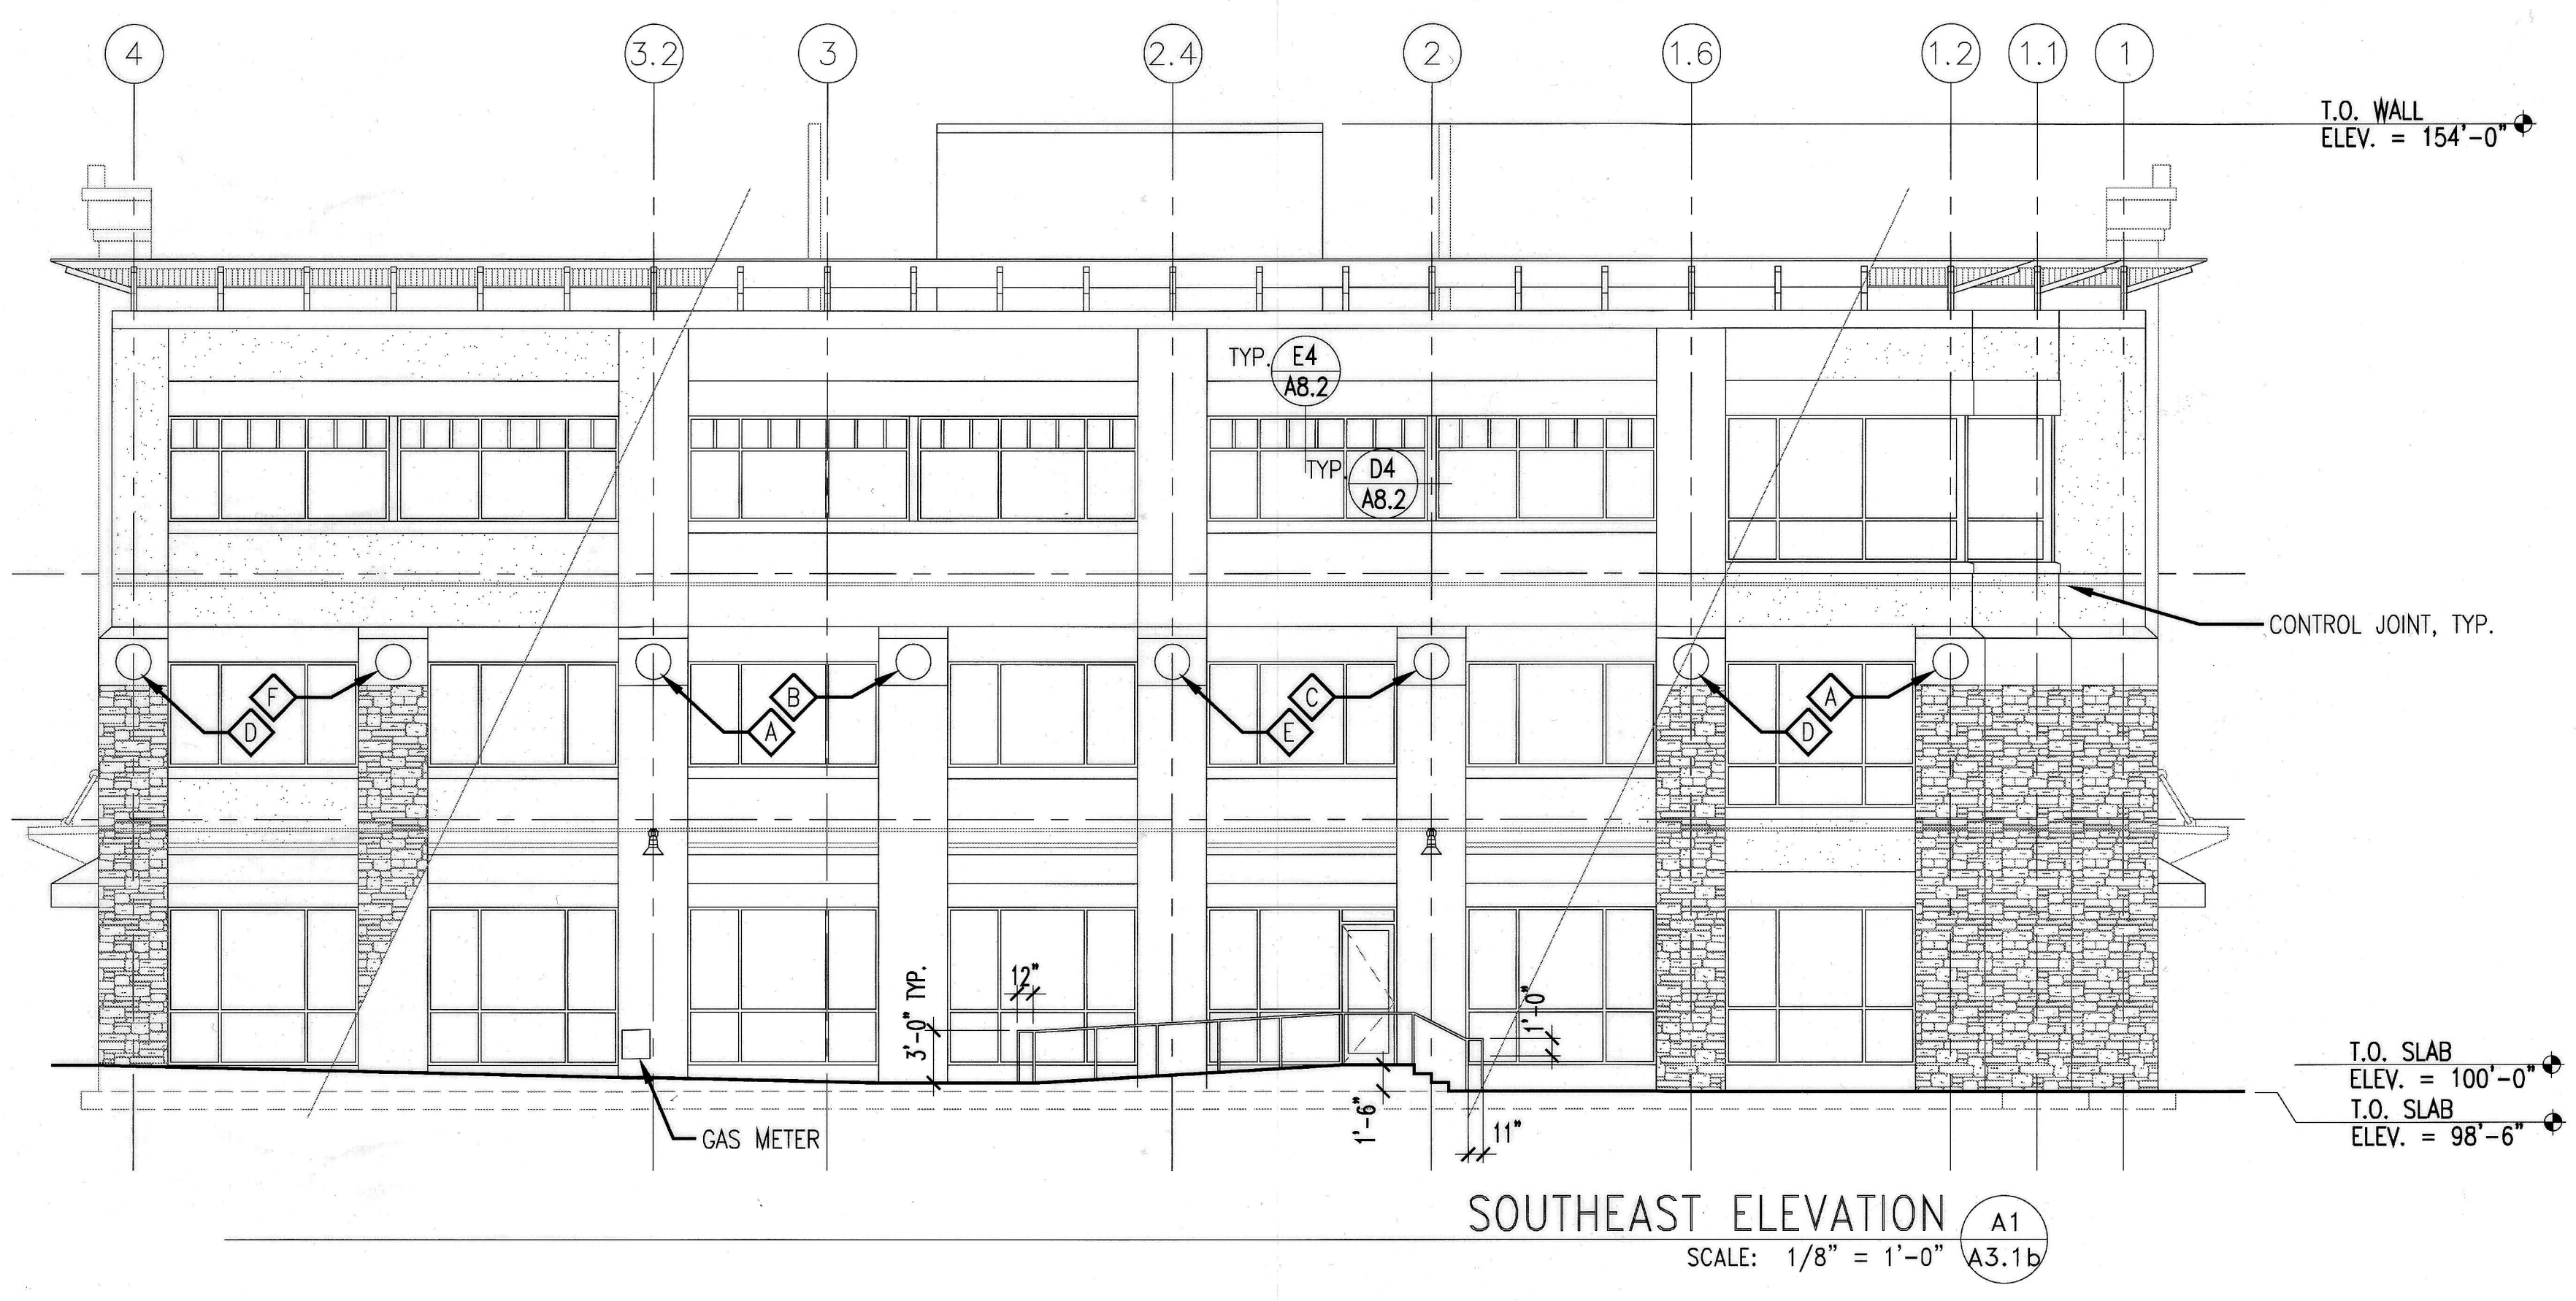 4
3.2
3
2.4
2
1.6
1.2
1.1
1
T.O. WALL
ELEV. = 154'-0"
TYP.
E4
A8.2
TYP.
D4
A8.2
CONTROL JOINT, TYP.
F
D
B
A
C
E
A
D
12"
3'-0" TYP.
1'-0"
T.O. SLAB
ELEV. = 100'-0"
T.O. SLAB
ELEV. = 98'-6"
1'-6"
11"
GAS METER
SOUTHEAST ELEVATION
A1
SCALE: 1/8" = 1'-0"
A3.1b